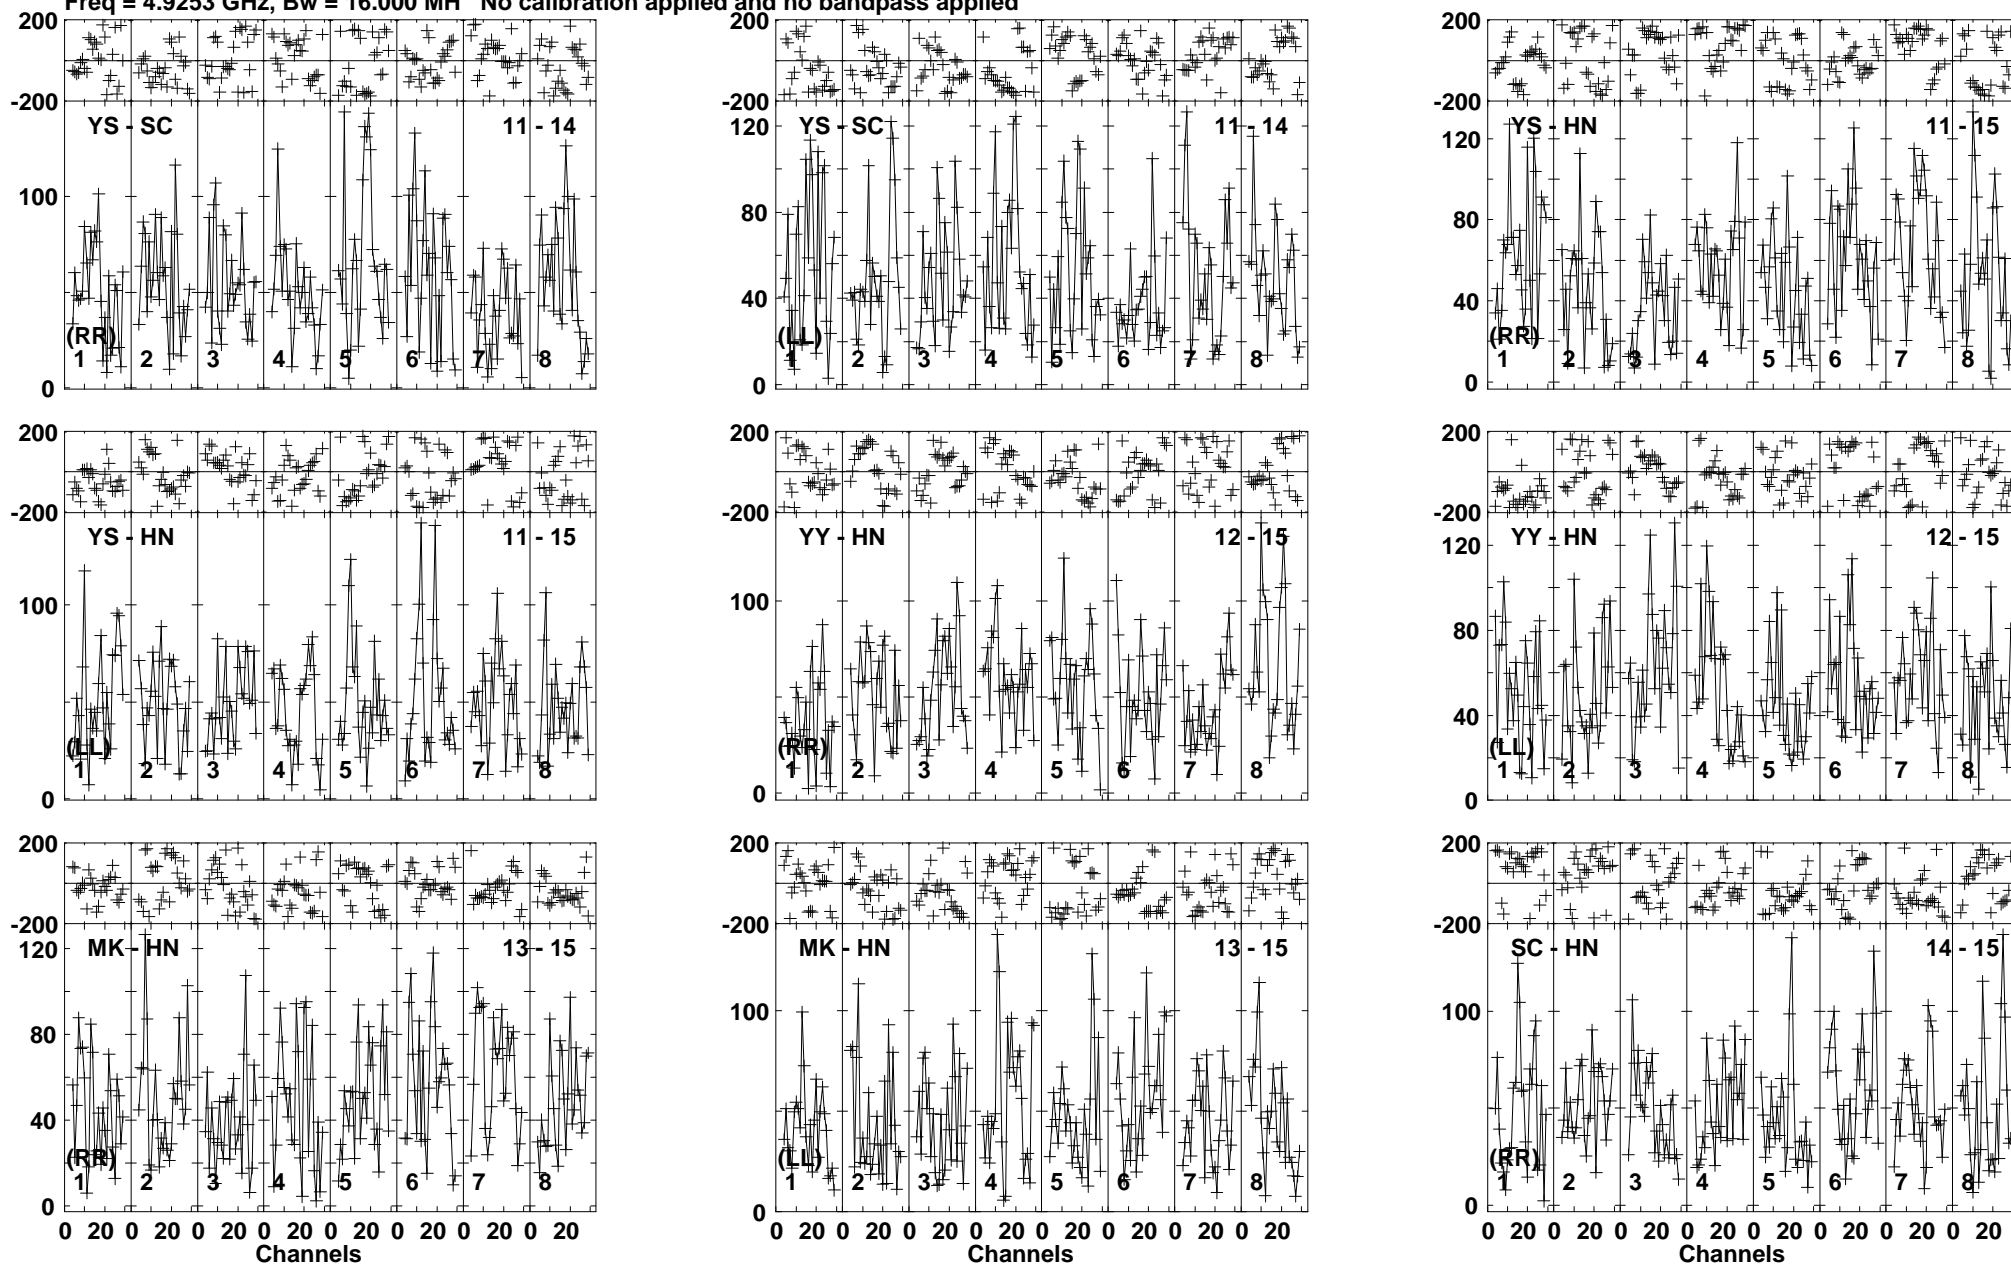 Freq = 4.9253 GHz, Bw = 16.000 MH No calibration applied and no bandpass applied
200 200 200
-200 -200 -200
YS - SC 11 - 14 YS - SC 11 - 14 YS - HN 11 - 15
120 120
100
80 80
40 40
(RR) (LL) (RR)
1 2 3 4 5 6 7 8 1 2 3 4 5 6 7 8 1 2 3 4 5 6 7 8
0 0 0
200 200 200
-200 -200 -200
YS - HN 11 - 15 YY - HN 12 - 15 YY - HN 12 - 15
120
100 100
80
40
(LL) (RR) (LL)
1 2 3 4 5 6 7 8 1 2 3 4 5 6 7 8 1 2 3 4 5 6 7 8
0 0 0
200 200 200
-200 -200 -200
MK - HN 13 - 15 MK - HN 13 - 15 SC - HN 14 - 15
120
100 100
80
40
(RR) (LL) (RR)
1 2 3 4 5 6 7 8 1 2 3 4 5 6 7 8 1 2 3 4 5 6 7 8
0 0 0
0 20 0 20 0 20 0 20 0 20 0 20 0 20 0 20 0 20 0 20 0 20 0 20 0 20 0 20 0 20 0 20 0 20 0 20 0 20 0 20 0 20 0 20 0 20 0 20
Channels Channels Channels